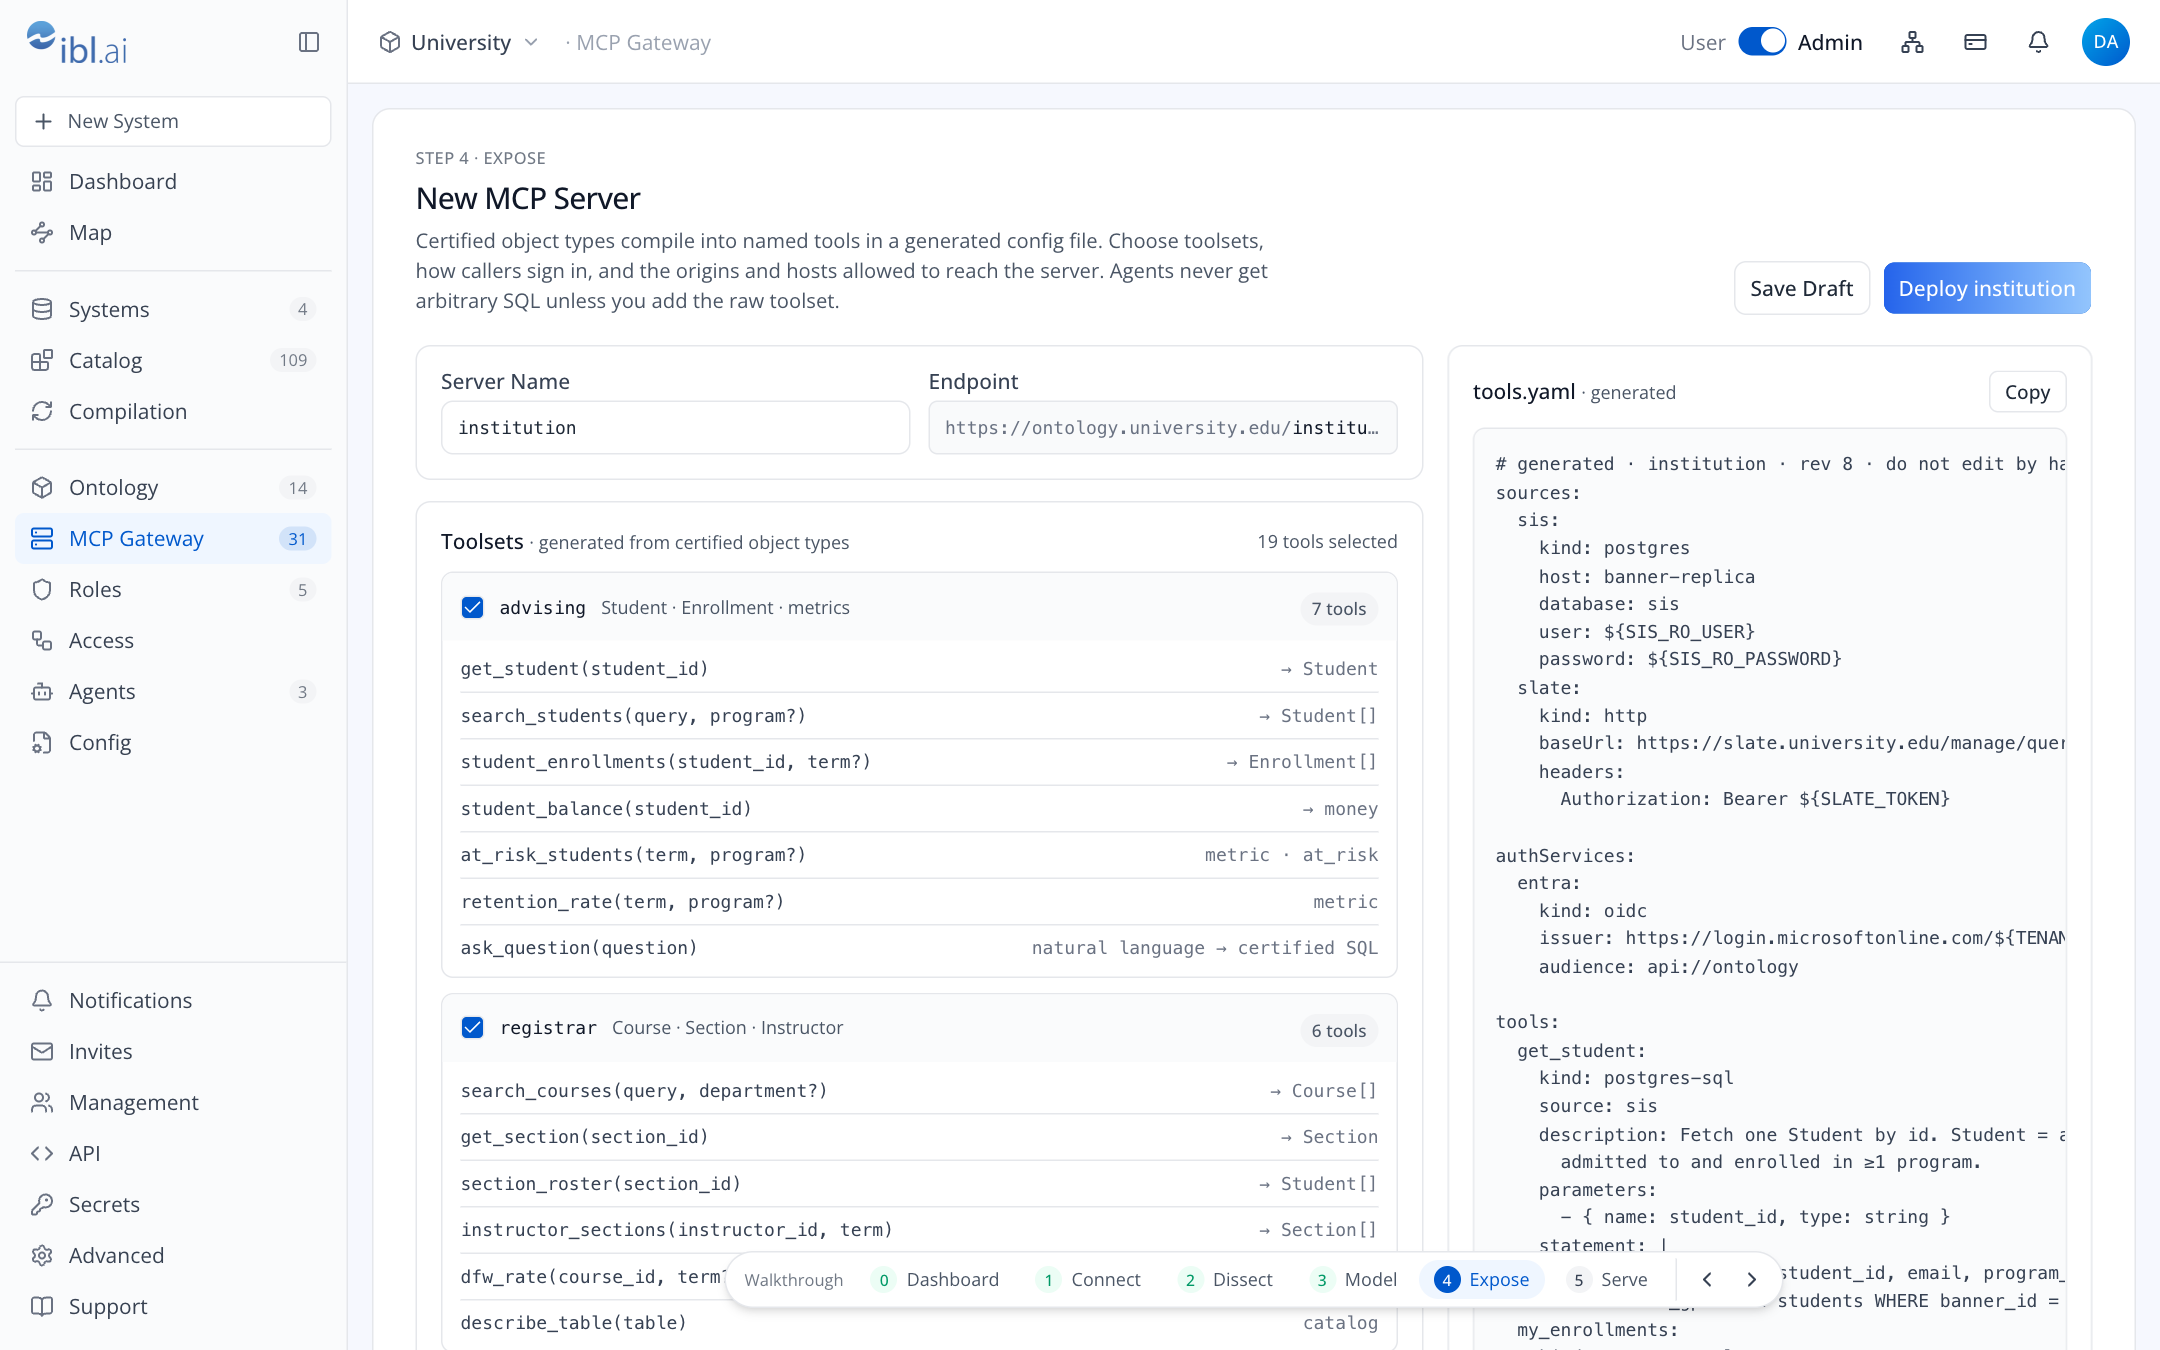 ibl.ai
New System
Dashboard
Map
Systems 4
Catalog 109
Compilation
Ontology 14
MCP Gateway 31
Roles 5
Access
Agents 3
Config
Notifications
Invites
Management
API
Secrets
Advanced
Support
University · MCP Gateway
User Admin DA
STEP 4 · EXPOSE
New MCP Server
Certified object types compile into named tools in a generated config file. Choose toolsets,
how callers sign in, and the origins and hosts allowed to reach the server. Agents never get
arbitrary SQL unless you add the raw toolset.
Save Draft
Deploy institution
Server Name
institution
Endpoint
https://ontology.university.edu/institu…
Toolsets · generated from certified object types
19 tools selected
advising Student · Enrollment · metrics 7 tools
get_student(student_id) → Student
search_students(query, program?) → Student[]
student_enrollments(student_id, term?) → Enrollment[]
student_balance(student_id) → money
at_risk_students(term, program?) metric · at_risk
retention_rate(term, program?) metric
ask_question(question) natural language → certified SQL
registrar Course · Section · Instructor 6 tools
search_courses(query, department?) → Course[]
get_section(section_id) → Section
section_roster(section_id) → Student[]
instructor_sections(instructor_id, term) → Section[]
dfw_rate(course_id, term?
describe_table(table) catalog
tools.yaml · generated
Copy
# generated · institution · rev 8 · do not edit by ha
sources:
sis:
kind: postgres
host: banner-replica
database: sis
user: ${SIS_RO_USER}
password: ${SIS_RO_PASSWORD}
slate:
kind: http
baseUrl: https://slate.university.edu/manage/quer
headers:
Authorization: Bearer ${SLATE_TOKEN}
authServices:
entra:
kind: oidc
issuer: https://login.microsoftonline.com/${TENAN
audience: api://ontology
tools:
get_student:
kind: postgres-sql
source: sis
description: Fetch one Student by id. Student = a
admitted to and enrolled in ≥1 program.
parameters:
- { name: student_id, type: string }
statement: |
student_id, email, program_
students WHERE banner_id =
my_enrollments:
Walkthrough 0 Dashboard 1 Connect 2 Dissect 3 Model 4 Expose 5 Serve